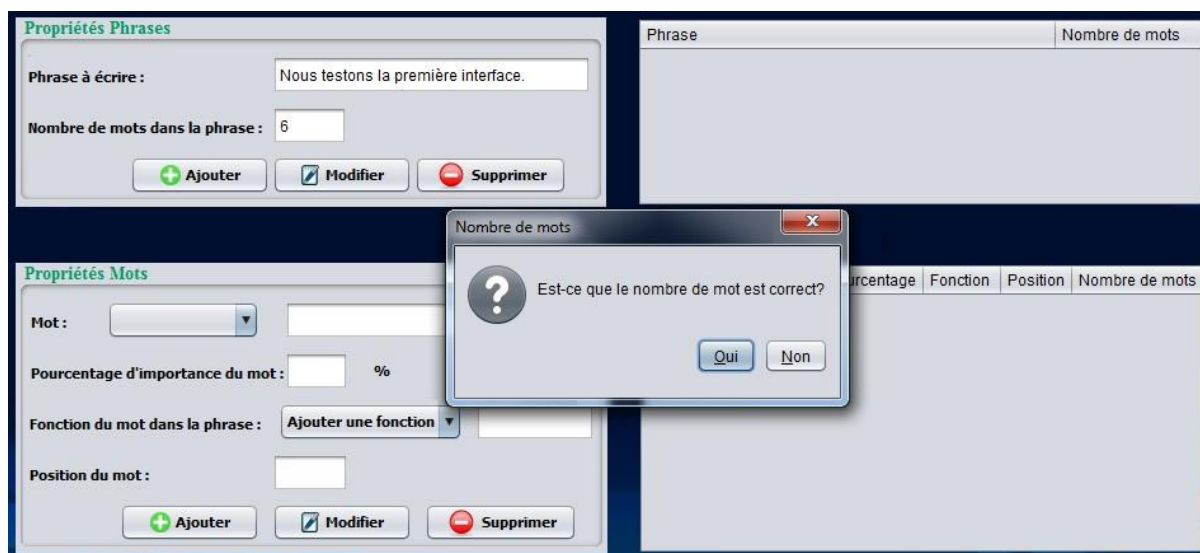 Propriétés Phrases
Phrase à écrire :
Nous testons la première interface.
Nombre de mots dans la phrase :
6
Ajouter
Modifier
Supprimer
Phrase
Nombre de mots
Nombre de mots
Est-ce que le nombre de mot est correct?
Oui
Non
Propriétés Mots
Mot :
Pourcentage d'importance du mot :
%
Fonction du mot dans la phrase :
Ajouter une fonction
Position du mot :
Ajouter
Modifier
Supprimer
urcentage
Fonction
Position
Nombre de mots